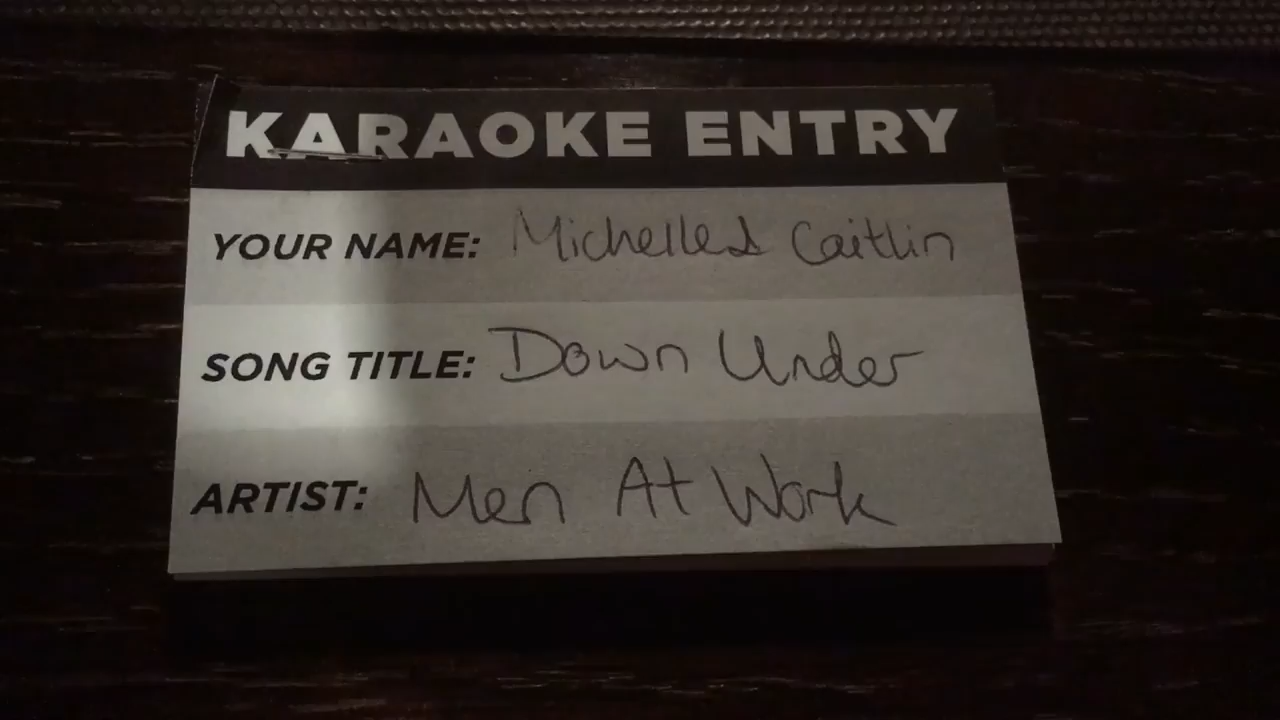 KARAOKE ENTRY
YOUR NAME: Michelle & Caitlin
SONG TITLE: Down Under
ARTIST: Men At Work